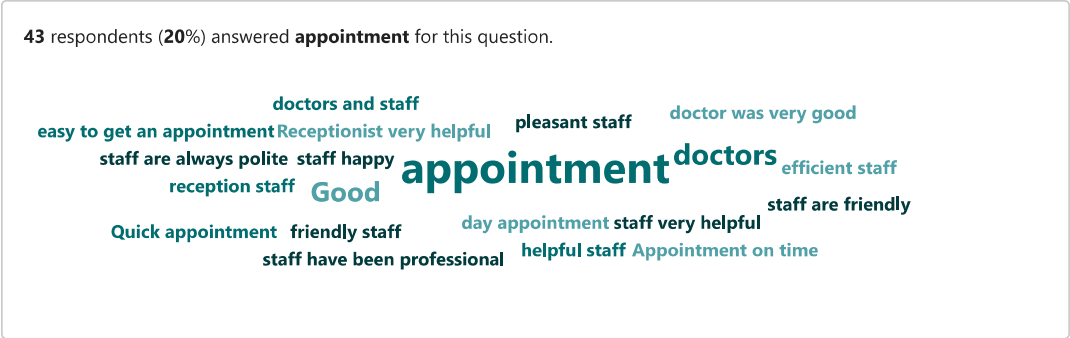 43 respondents (20%) answered appointment for this question.
doctors and staff
pleasant staff
doctor was very good
easy to get an appointment
Receptionist very helpful
staff are always polite
staff happy
appointment
doctors
efficient staff
reception staff
Good
staff are friendly
Quick appointment
friendly staff
day appointment
staff very helpful
staff have been professional
helpful staff
Appointment on time